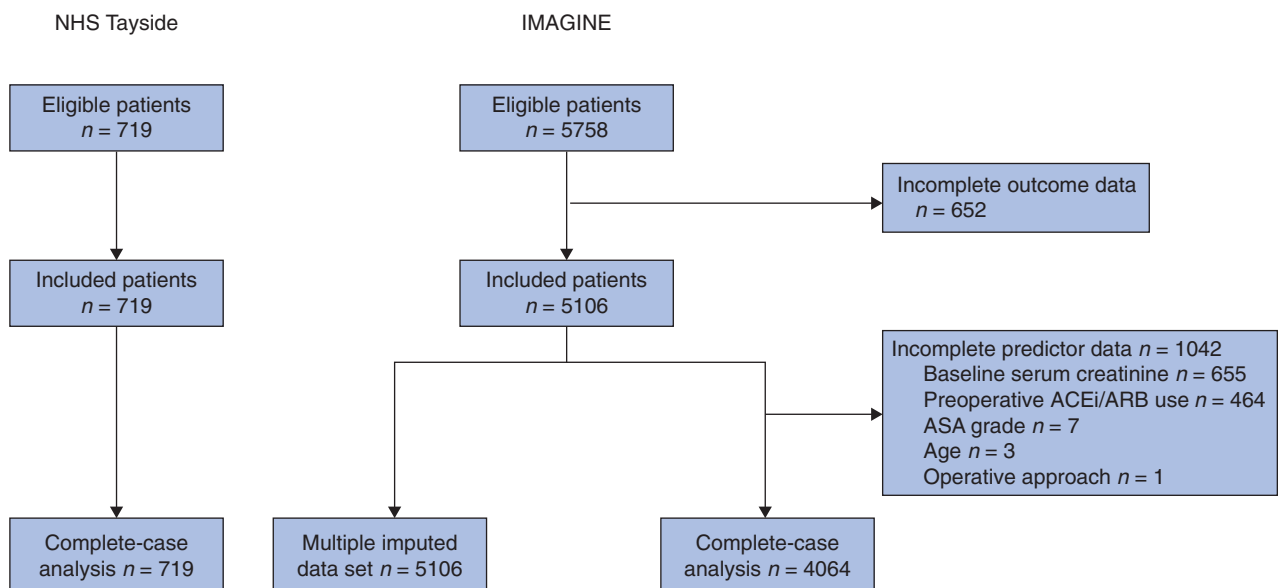 NHS Tayside
IMAGINE
Eligible patients
n = 719
Eligible patients
n = 5758
Incomplete outcome data
n = 652
Included patients
n = 719
Included patients
n = 5106
Incomplete predictor data n = 1042
Baseline serum creatinine n = 655
Preoperative ACEi/ARB use n = 464
ASA grade n = 7
Age n = 3
Operative approach n = 1
Complete-case
analysis n = 719
Multiple imputed
data set n = 5106
Complete-case
analysis n = 4064